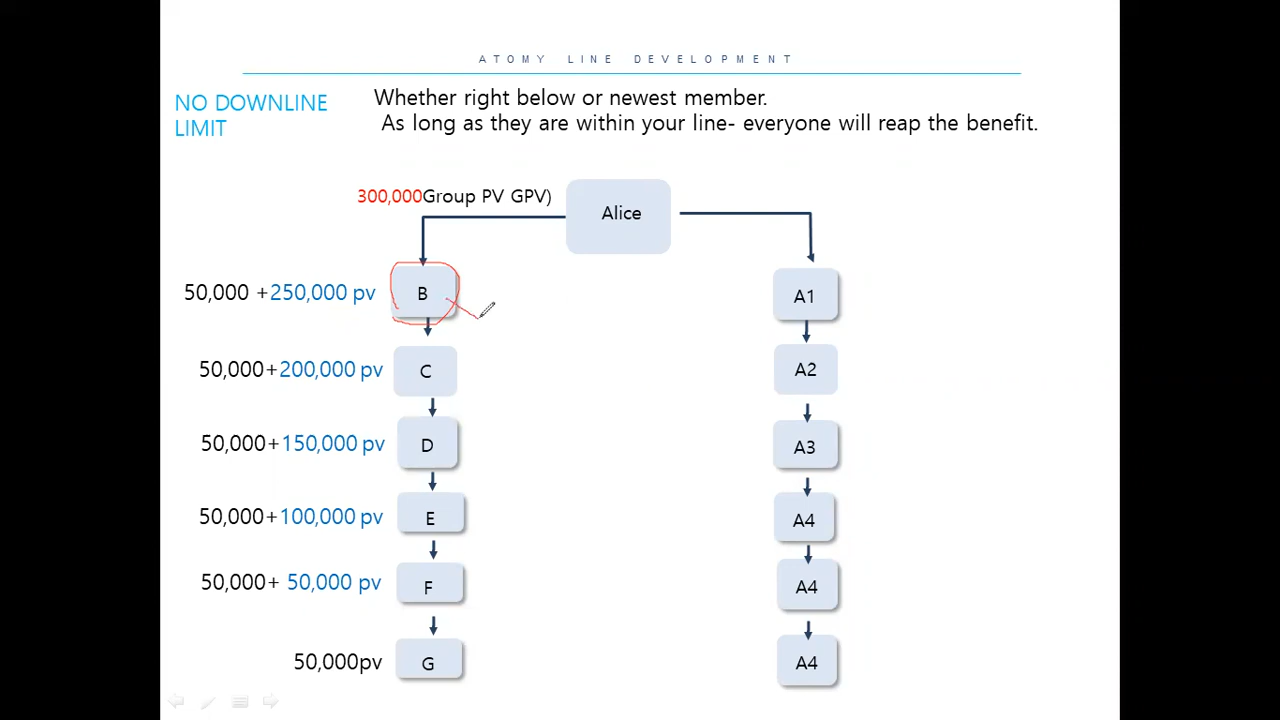 ATOMY LINE DEVELOPMENT
NO DOWNLINE
LIMIT
Whether right below or newest member.
As long as they are within your line- everyone will reap the benefit.
300,000Group PV GPV)
Alice
50,000 +250,000 pv
B
A1
50,000+200,000 pv
C
A2
50,000+150,000 pv
D
A3
50,000+100,000 pv
E
A4
50,000+ 50,000 pv
F
A4
50,000pv
G
A4